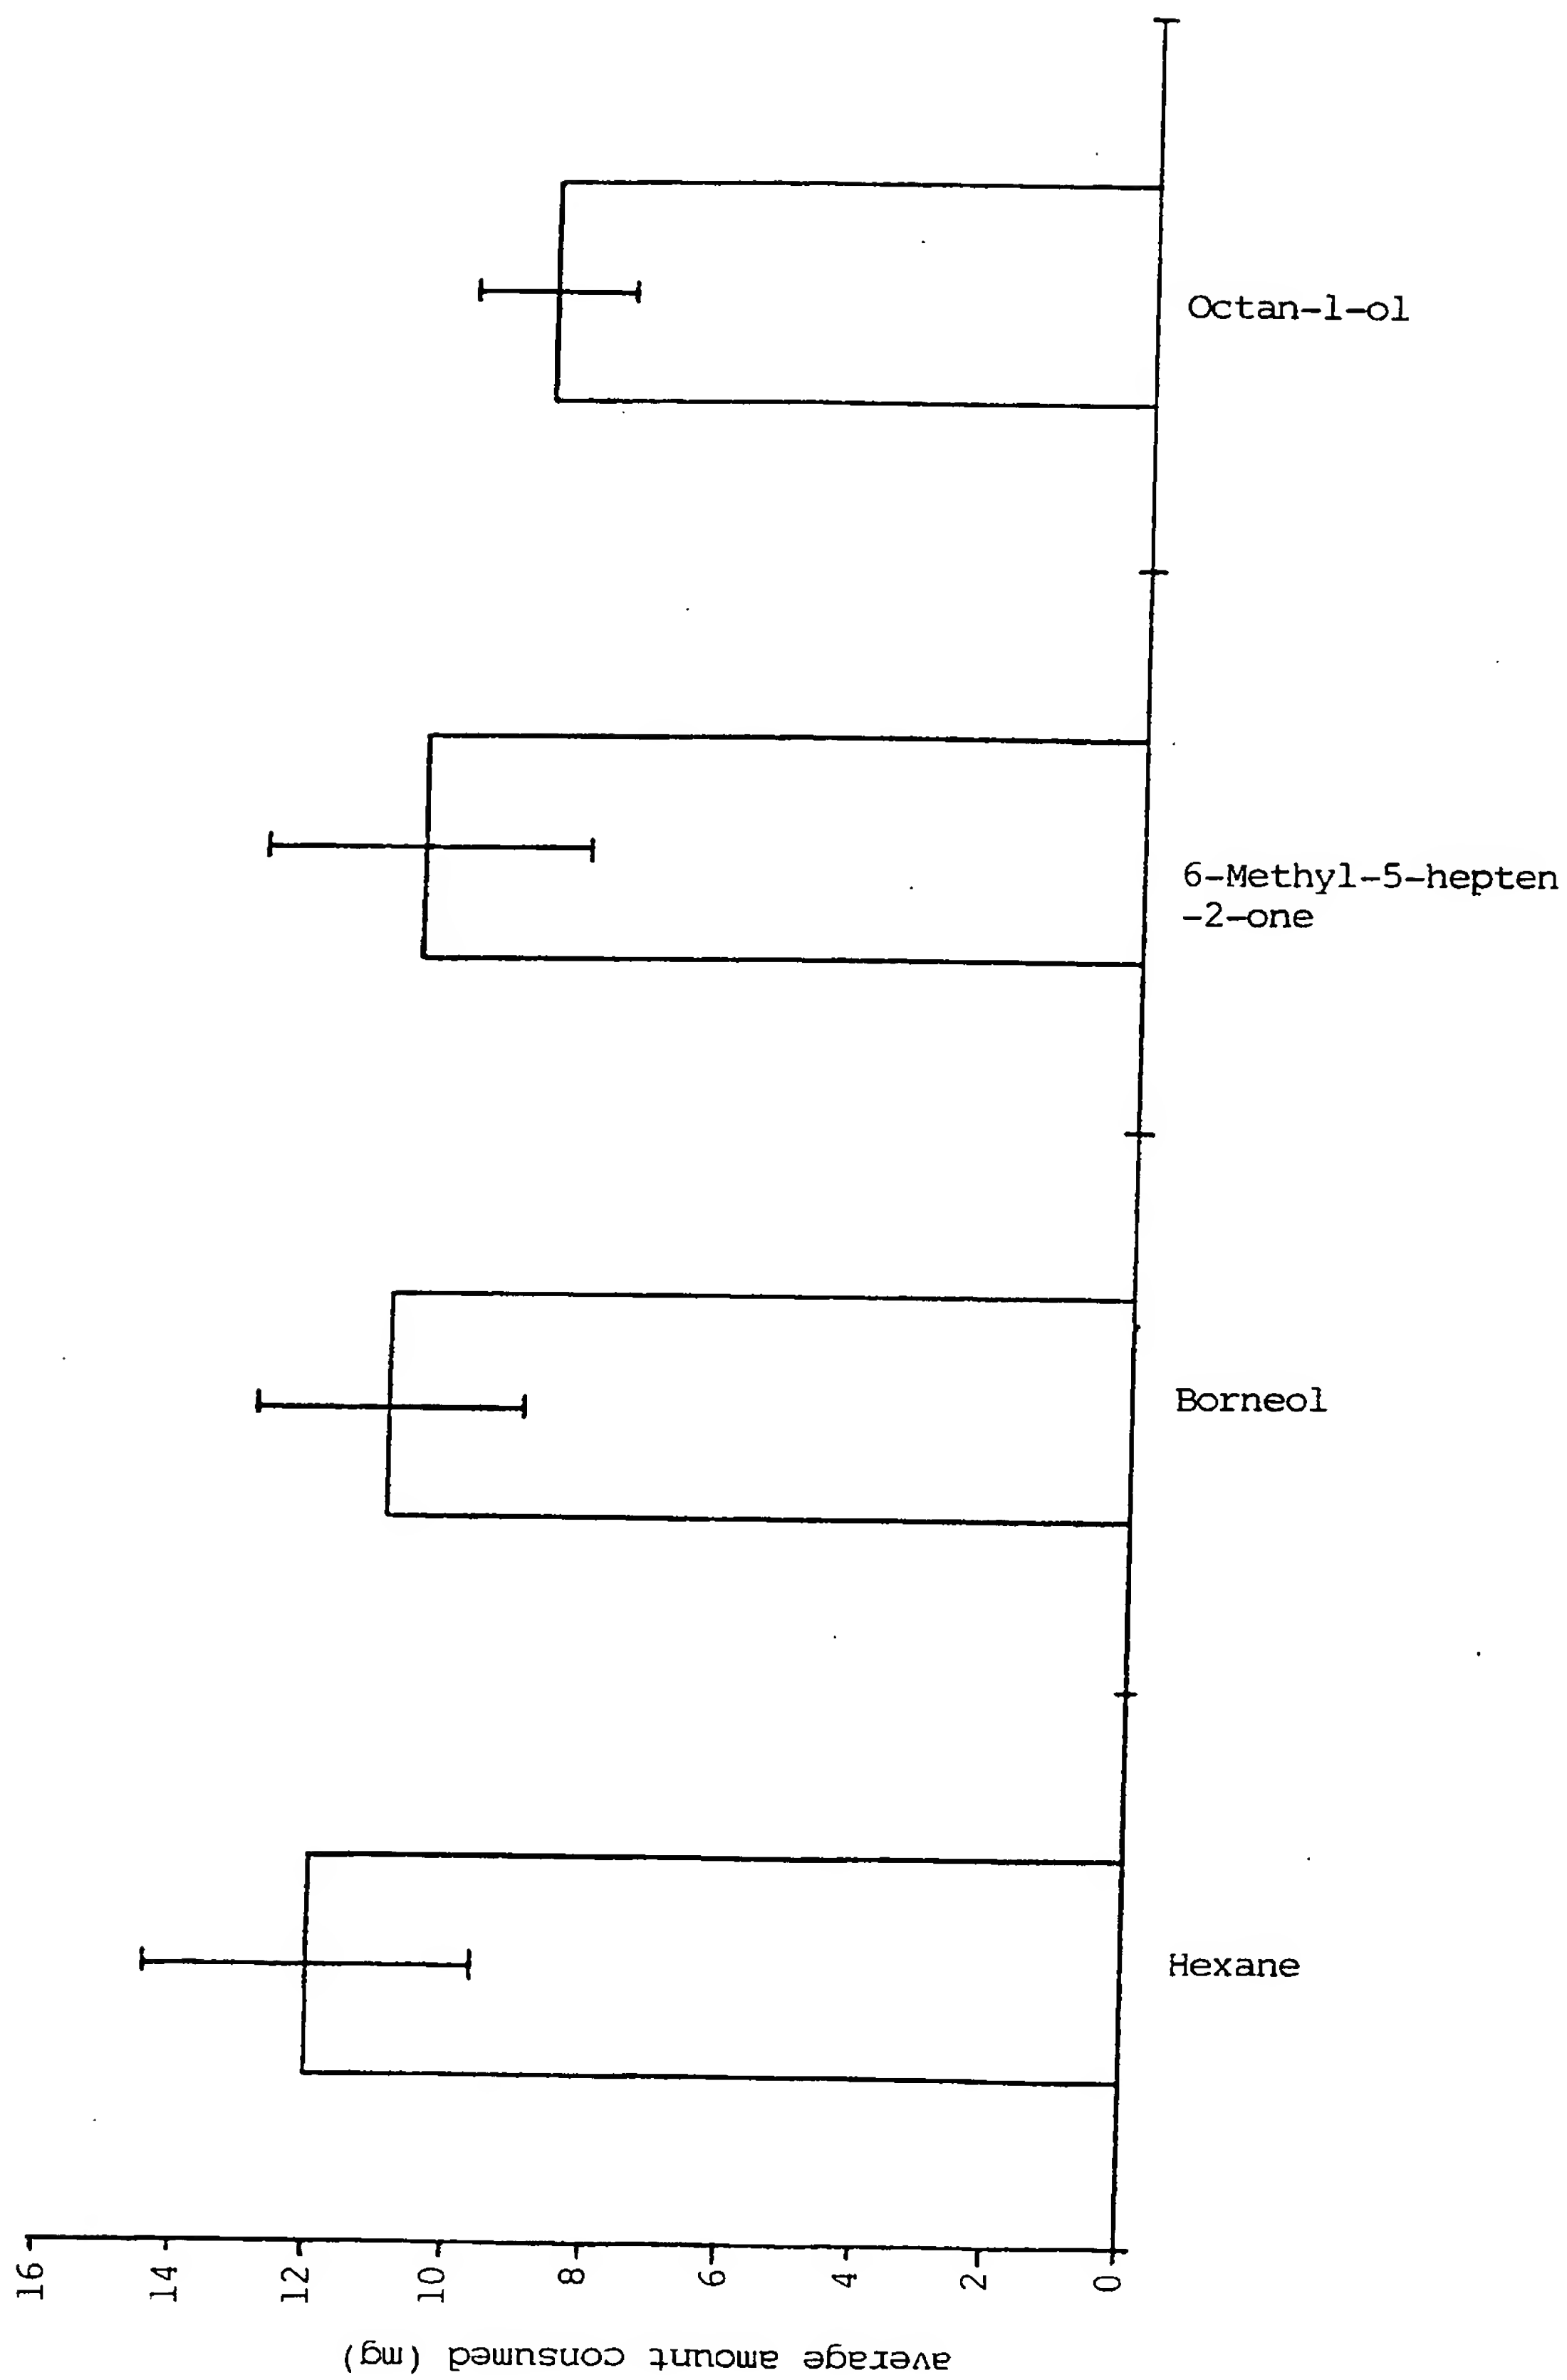 Octan-1-ol
6-Methyl-5-hepten
-2-one
Borneol
Hexane
16
14
12
10
8
6
4
2
0
average amount consumed (mg)